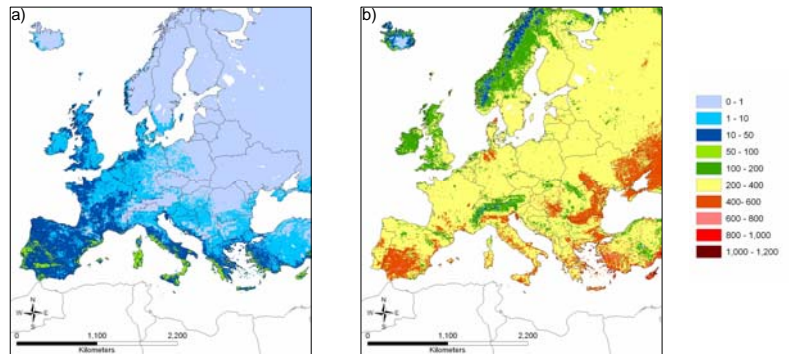 a)
b)
0 - 1
1 - 10
10 - 50
50 - 100
100 - 200
200 - 400
400 - 600
600 - 800
800 - 1,000
1,000 - 1,200
N
W E
S
0 1,100 2,200
Kilometers
N
W E
S
0 1,100 2,200
Kilometers